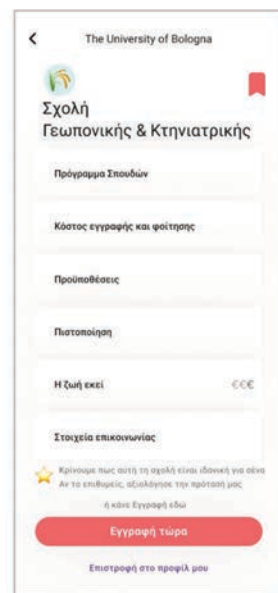 The University of Bologna
Σχολή
Γεωπονικής & Κτηνιατρικής
Πρόγραμμα Σπουδών
Κόστος εγγραφής και φοίτησης
Προϋποθέσεις
Πιστοποίηση
Η ζωή εκεί €€€
Στοιχεία επικοινωνίας
Κρίνουμε πως αυτή τη σχολή είναι ιδανική για σένα
Αν το επιθυμείς, αξιολόγησε την πρόταση μας
ή κάνε Εγγραφή εδώ
Εγγραφή τώρα
Επιστροφή στο προφίλ μου